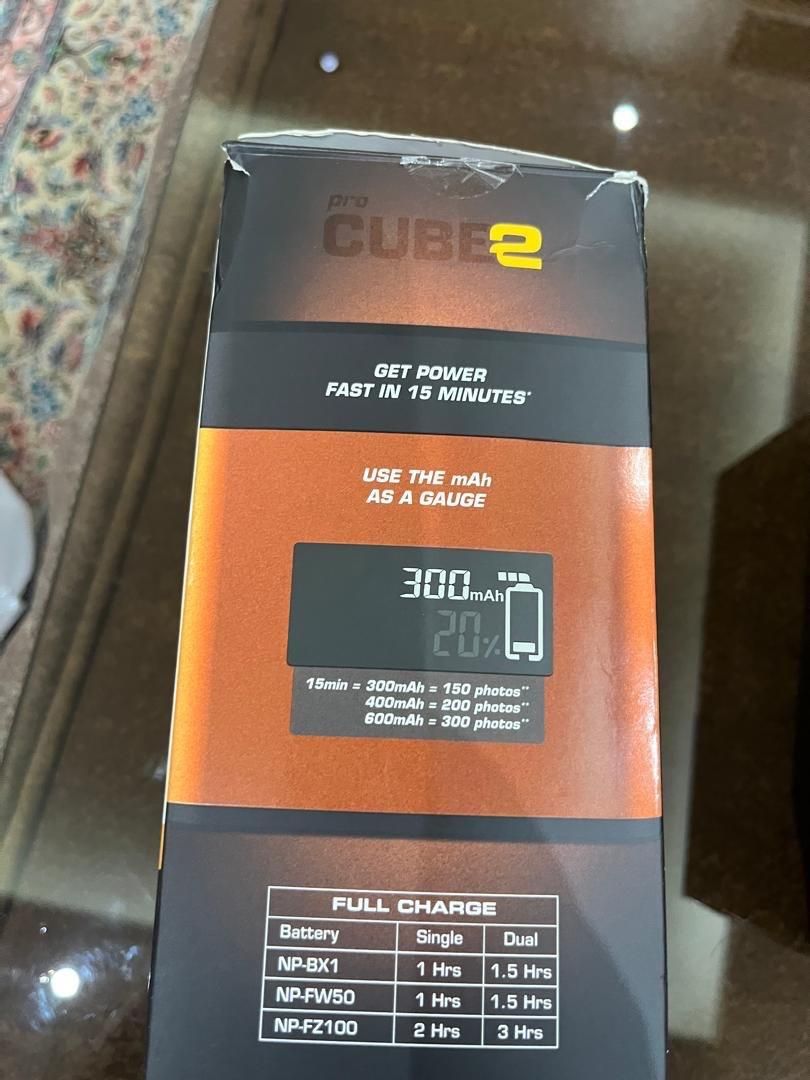 pro
CUBE2
GET POWER
FAST IN 15 MINUTES*
USE THE mAh
AS A GAUGE
300mAh
20%
15min = 300mAh = 150 photos**
400mAh = 200 photos**
600mAh = 300 photos**
FULL CHARGE
Battery Single Dual
NP-BX1 1 Hrs 1.5 Hrs
NP-FW50 1 Hrs 1.5 Hrs
NP-FZ100 2 Hrs 3 Hrs